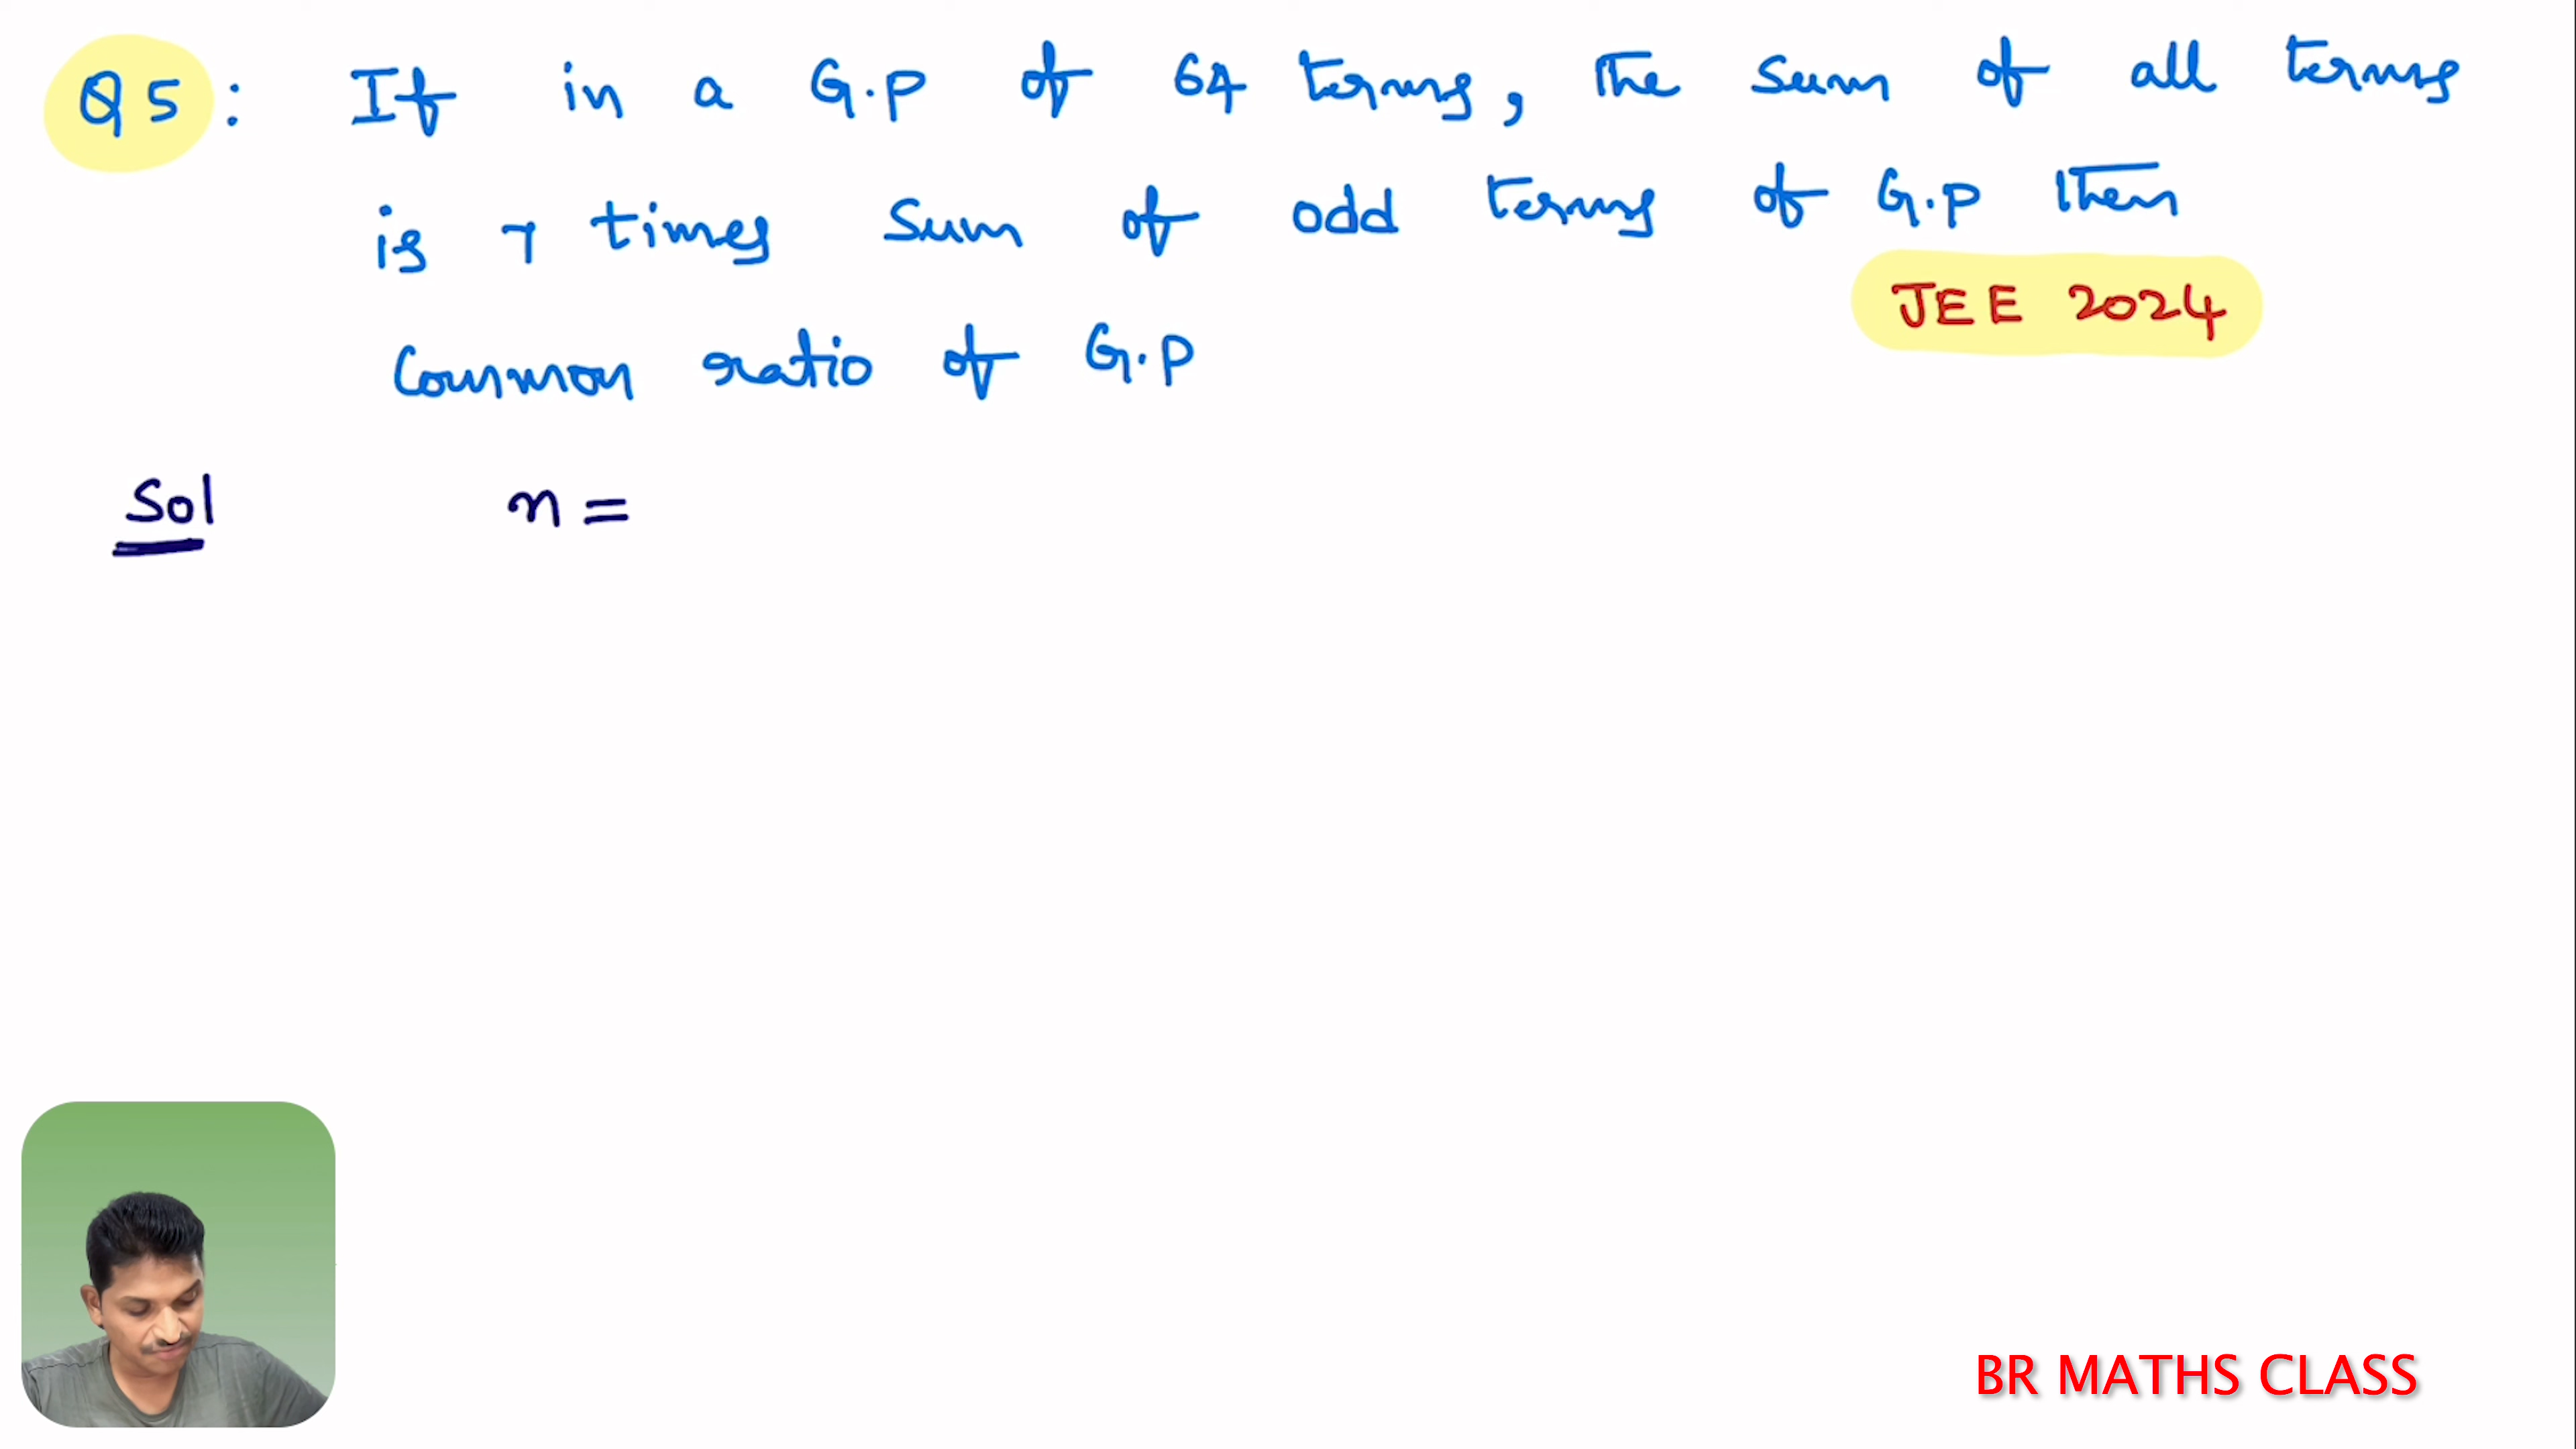 Q5: If in a G.P of 64 terms, the sum of all terms
is 7 times sum of odd terms of G.P then
JEE 2024
Common ratio of G.P
Sol n =
BR MATHS CLASS